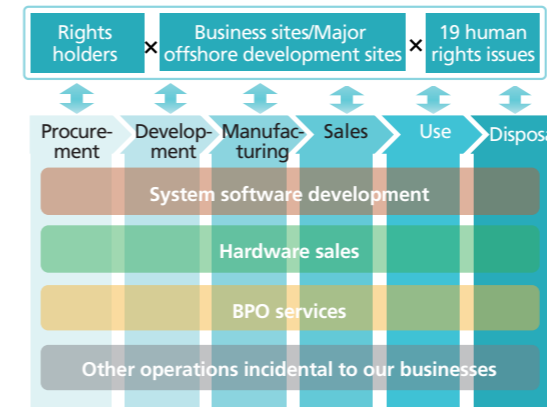 Rights
holders
×
Business sites/Major
offshore development sites
×
19 human
rights issues
Procure-
ment
Develop-
ment
Manufac-
turing
Sales
Use
Disposa
System software development
Hardware sales
BPO services
Other operations incidental to our businesses